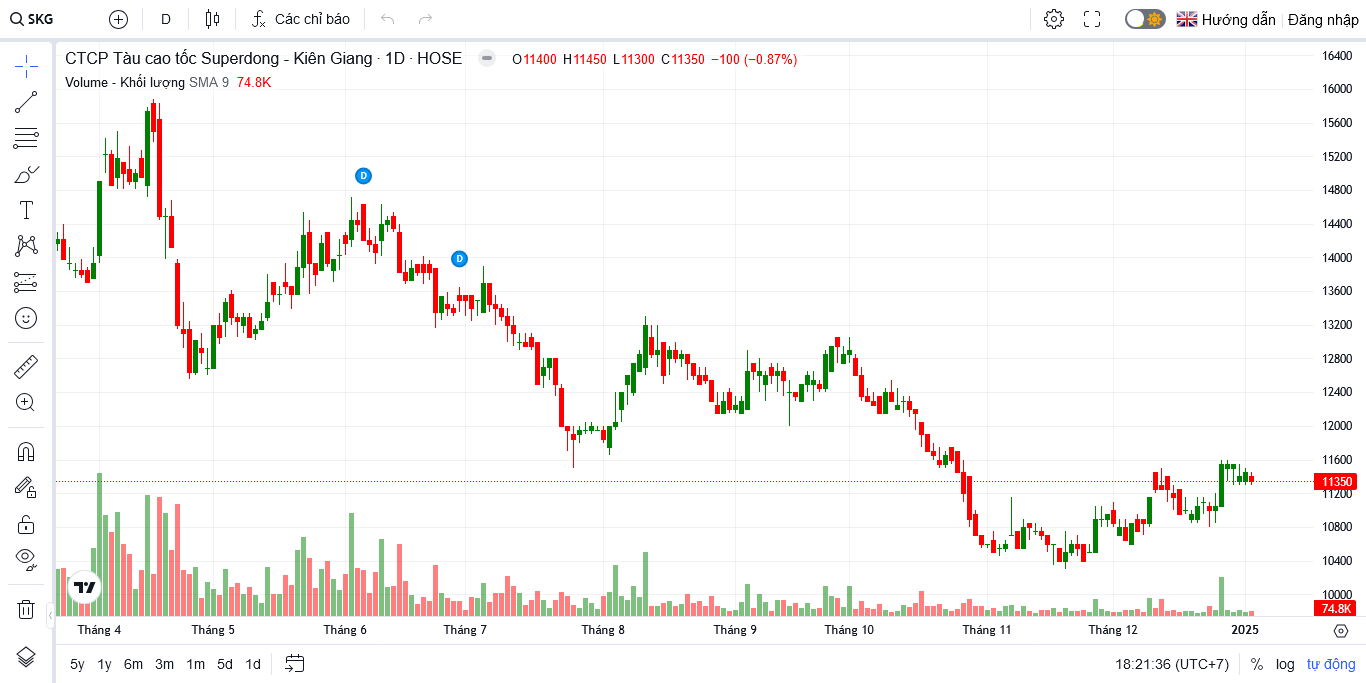 SKG D Các chỉ báo Hướng dẫn Đăng nhập
CTCP Tàu cao tốc Superdong - Kiên Giang · 1D · HOSE O11400 H11450 L11300 C11350 −100 (−0.87%)
Volume - Khối lượng SMA 9 74.8K
16400
16000
15600
15200
14800
14400
14000
13600
13200
12800
12400
12000
11600
11350
11200
10800
10400
10000
74.8K
D
D
Tháng 4 Tháng 5 Tháng 6 Tháng 7 Tháng 8 Tháng 9 Tháng 10 Tháng 11 Tháng 12 2025
5y 1y 6m 3m 1m 5d 1d 18:21:36 (UTC+7) % log tự động